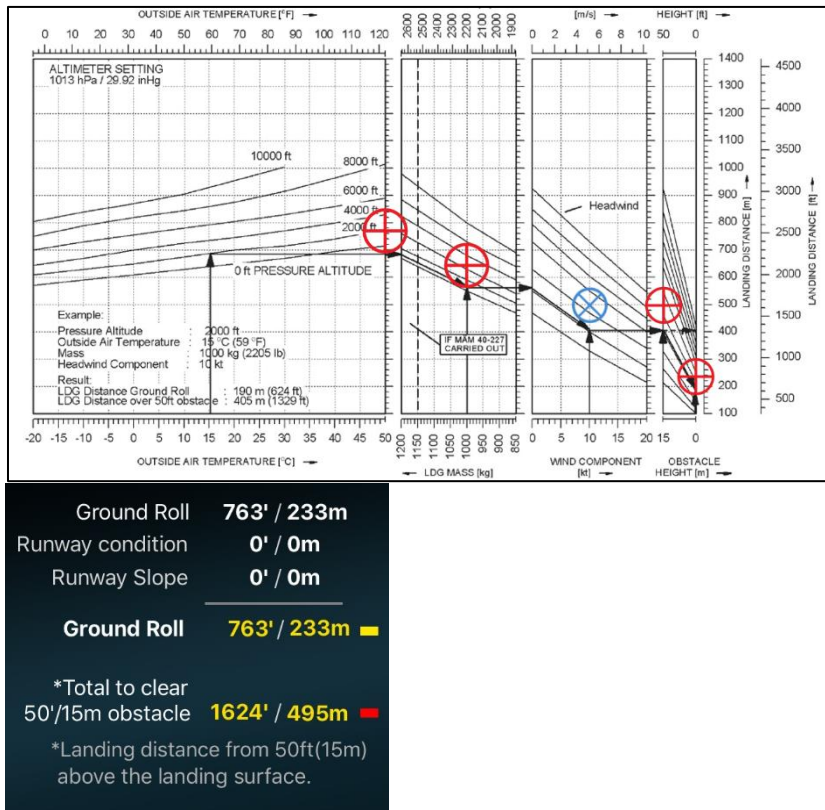 OUTSIDE AIR TEMPERATURE [°F]
[m/s]
HEIGHT [ft]
0 10 20 30 40 50 60 70 80 90 100 110 120
2600 2500 2400 2300 2200 2100 2000 1900
0 2 4 6 8 10
50 0
ALTIMETER SETTING
1013 hPa / 29.92 inHg
10000 ft
8000 ft
6000 ft
4000 ft
2000 ft
0 ft PRESSURE ALTITUDE
Headwind
IF MAM 40-227
CARRIED OUT
Example:
Pressure Altitude : 2000 ft
Outside Air Temperature : 15 °C (59 °F)
Mass : 1000 kg (2205 lb)
Headwind Component : 10 kt
Result:
LDG Distance Ground Roll : 190 m (624 ft)
LDG Distance over 50ft obstacle : 405 m (1329 ft)
1400
1300
1200
1100
1000
900
800
700
600
500
400
300
200
100
LANDING DISTANCE [m]
4500
4000
3500
3000
2500
2000
1500
1000
500
LANDING DISTANCE [ft]
-20 -15 -10 -5 0 5 10 15 20 25 30 35 40 45 50
1200 1150 1100 1050 1000 950 900 850
0 5 10 15 20
15 0
OUTSIDE AIR TEMPERATURE [°C]
LDG MASS [kg]
WIND COMPONENT
[kt]
OBSTACLE
HEIGHT [m]
Ground Roll 763' / 233m
Runway condition 0' / 0m
Runway Slope 0' / 0m
Ground Roll 763' / 233m
*Total to clear
50'/15m obstacle 1624' / 495m
*Landing distance from 50ft(15m)
above the landing surface.